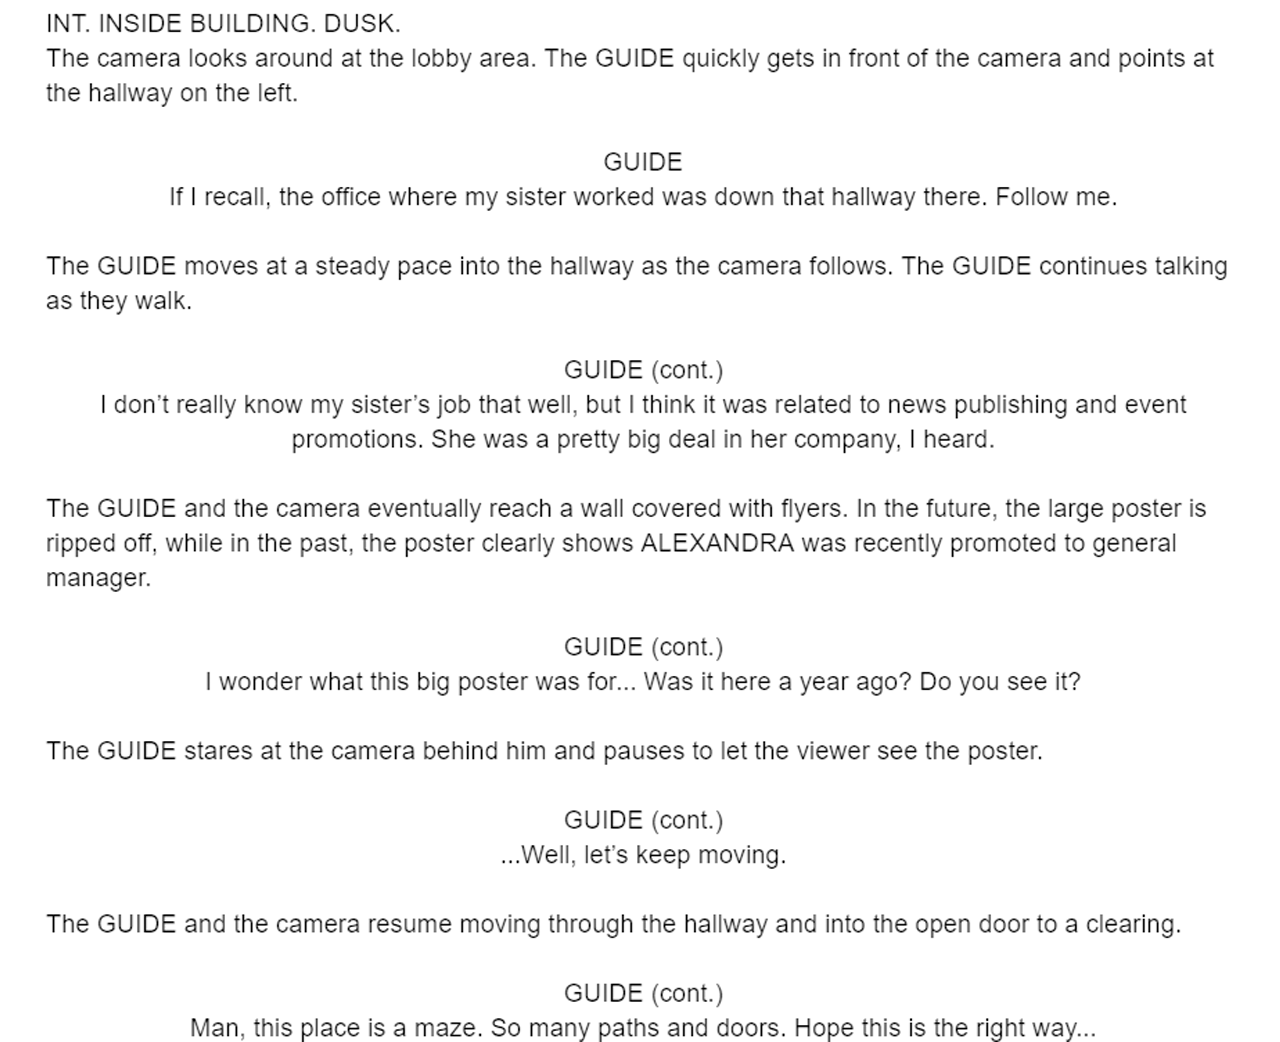 INT. INSIDE BUILDING. DUSK.
The camera looks around at the lobby area. The GUIDE quickly gets in front of the camera and points at
the hallway on the left.
GUIDE
If I recall, the office where my sister worked was down that hallway there. Follow me.
The GUIDE moves at a steady pace into the hallway as the camera follows. The GUIDE continues talking
as they walk.
GUIDE (cont.)
I don’t really know my sister’s job that well, but I think it was related to news publishing and event
promotions. She was a pretty big deal in her company, I heard.
The GUIDE and the camera eventually reach a wall covered with flyers. In the future, the large poster is
ripped off, while in the past, the poster clearly shows ALEXANDRA was recently promoted to general
manager.
GUIDE (cont.)
I wonder what this big poster was for... Was it here a year ago? Do you see it?
The GUIDE stares at the camera behind him and pauses to let the viewer see the poster.
GUIDE (cont.)
...Well, let’s keep moving.
The GUIDE and the camera resume moving through the hallway and into the open door to a clearing.
GUIDE (cont.)
Man, this place is a maze. So many paths and doors. Hope this is the right way...